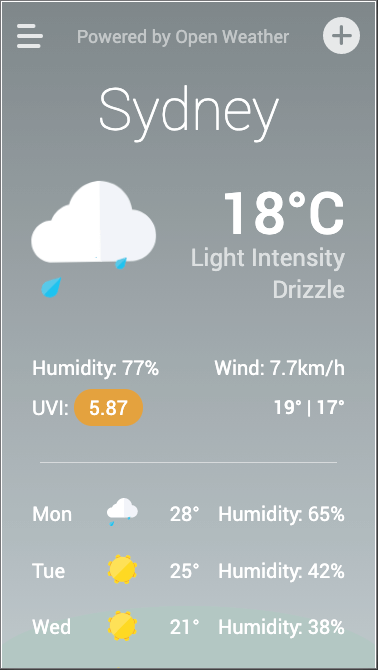 Powered by Open Weather
Sydney
18°C
Light Intensity
Drizzle
Humidity: 77% Wind: 7.7km/h
UVI: 5.87 19° | 17°
Mon 28° Humidity: 65%
Tue 25° Humidity: 42%
Wed 21° Humidity: 38%